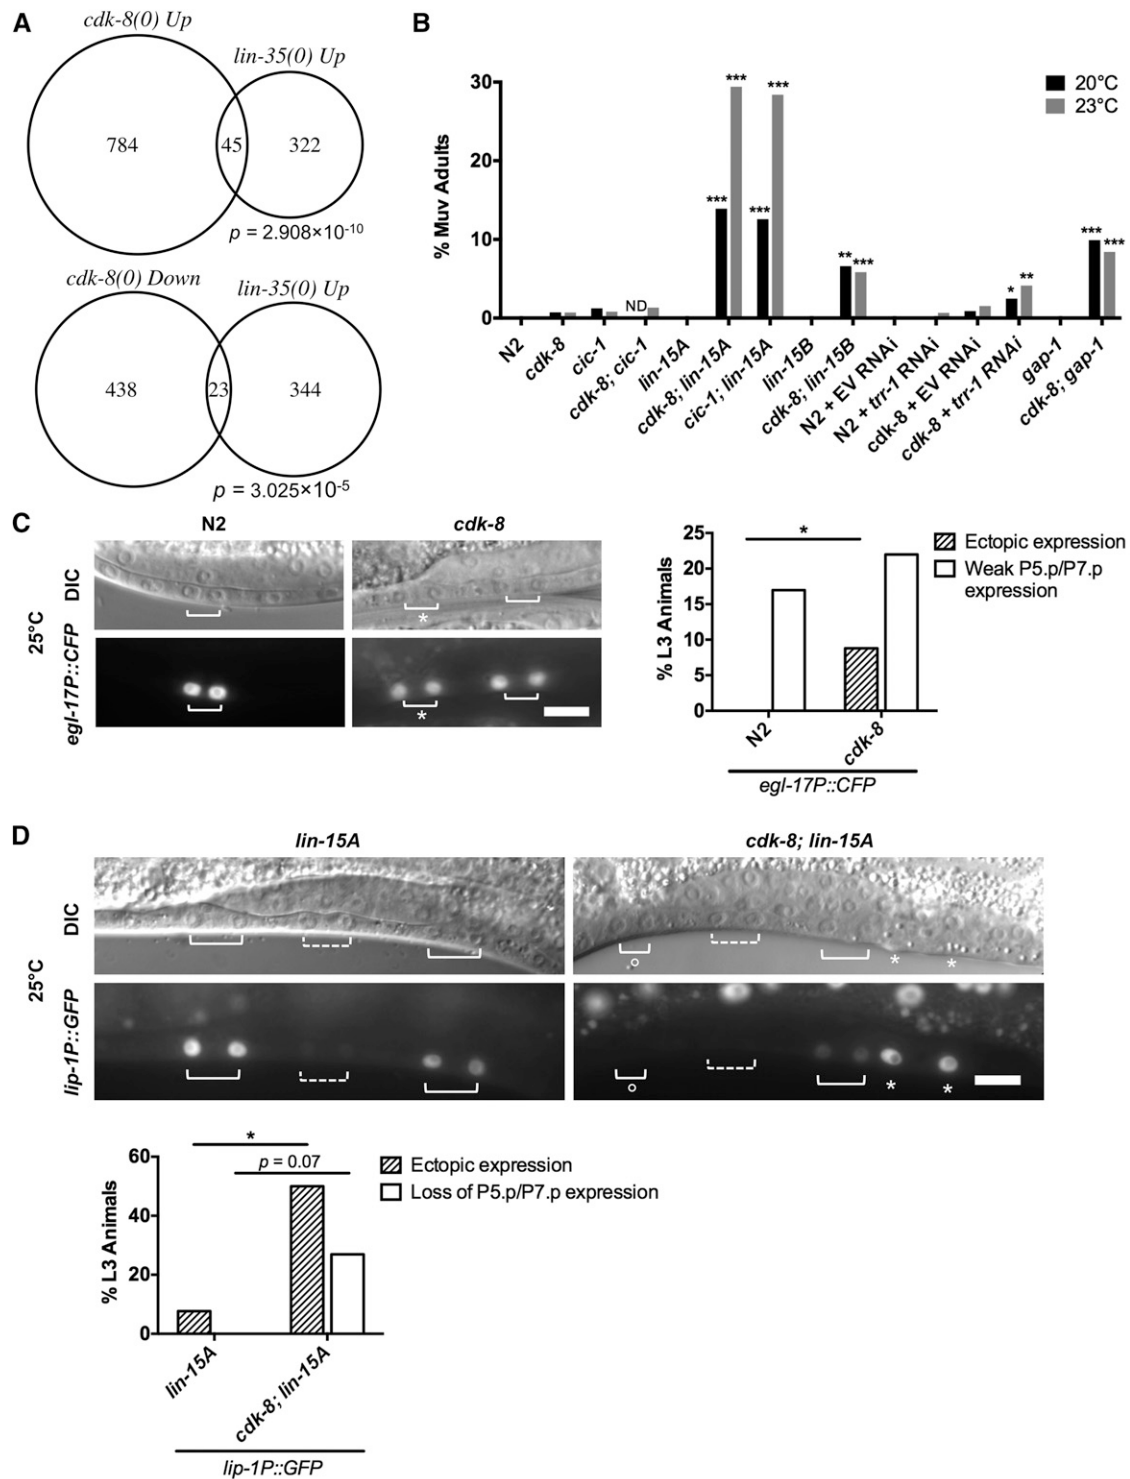 A
cdk-8(0) Up
lin-35(0) Up
784
45
322
p = 2.908×10-10
cdk-8(0) Down
lin-35(0) Up
438
23
344
p = 3.025×10-5
B
% Muv Adults
30
20
10
0
20°C
23°C
***
***
***
***
ND
**
***
*
**
***
***
N2
cdk-8
cic-1
cdk-8; cic-1
lin-15A
cdk-8; lin-15A
cic-1; lin-15A
lin-15B
cdk-8; lin-15B
N2 + EV RNAi
N2 + trr-1 RNAi
cdk-8 + EV RNAi
cdk-8 + trr-1 RNAi
gap-1
cdk-8; gap-1
C
N2
cdk-8
25°C
DIC
egl-17P::CFP
*
*
% L3 Animals
25
20
15
10
5
0
*
Ectopic expression
Weak P5.p/P7.p
expression
N2
cdk-8
egl-17P::CFP
D
lin-15A
cdk-8; lin-15A
25°C
DIC
lip-1P::GFP
* *
* *
% L3 Animals
60
40
20
0
*
p = 0.07
Ectopic expression
Loss of P5.p/P7.p expression
lin-15A
cdk-8; lin-15A
lip-1P::GFP